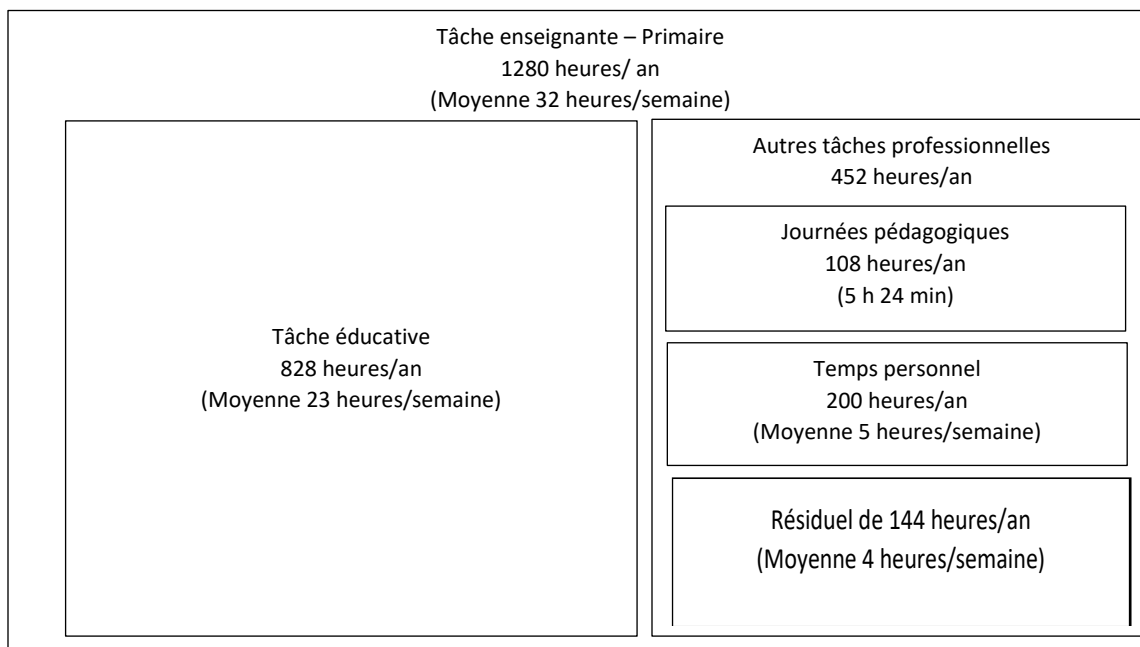 Tâche enseignante – Primaire
1280 heures/ an
(Moyenne 32 heures/semaine)
Tâche éducative
828 heures/an
(Moyenne 23 heures/semaine)
Autres tâches professionnelles
452 heures/an
Journées pédagogiques
108 heures/an
(5 h 24 min)
Temps personnel
200 heures/an
(Moyenne 5 heures/semaine)
Résiduel de 144 heures/an
(Moyenne 4 heures/semaine)